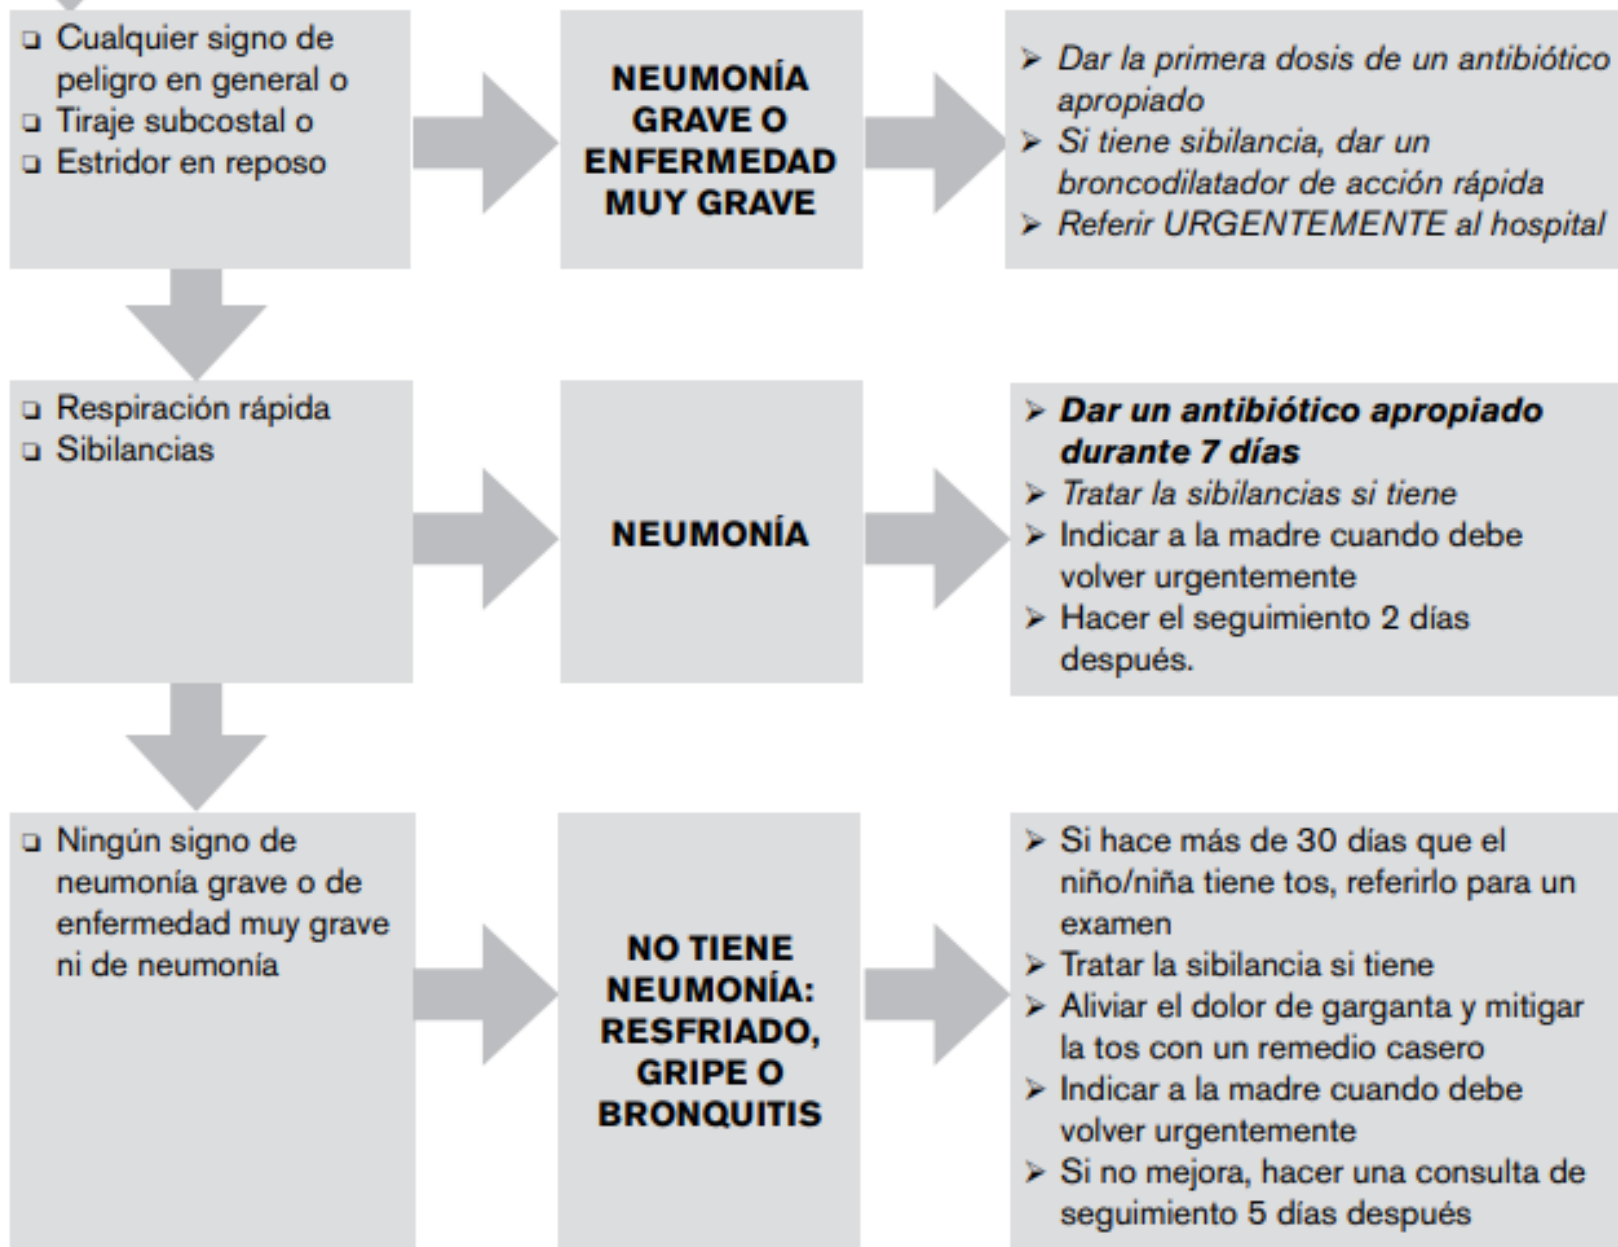 ❑ Cualquier signo de
peligro en general o
❑ Tiraje subcostal o
❑ Estridor en reposo
NEUMONÍA
GRAVE O
ENFERMEDAD
MUY GRAVE
➢ Dar la primera dosis de un antibiótico
apropiado
➢ Si tiene sibilancia, dar un
broncodilatador de acción rápida
➢ Referir URGENTEMENTE al hospital
❑ Respiración rápida
❑ Sibilancias
NEUMONÍA
➢ Dar un antibiótico apropiado
durante 7 días
➢ Tratar la sibilancias si tiene
➢ Indicar a la madre cuando debe
volver urgentemente
➢ Hacer el seguimiento 2 días
después.
❑ Ningún signo de
neumonía grave o de
enfermedad muy grave
ni de neumonía
NO TIENE
NEUMONÍA:
RESFRIADO,
GRIPE O
BRONQUITIS
➢ Si hace más de 30 días que el
niño/niña tiene tos, referirlo para un
examen
➢ Tratar la sibilancia si tiene
➢ Aliviar el dolor de garganta y mitigar
la tos con un remedio casero
➢ Indicar a la madre cuando debe
volver urgentemente
➢ Si no mejora, hacer una consulta de
seguimiento 5 días después